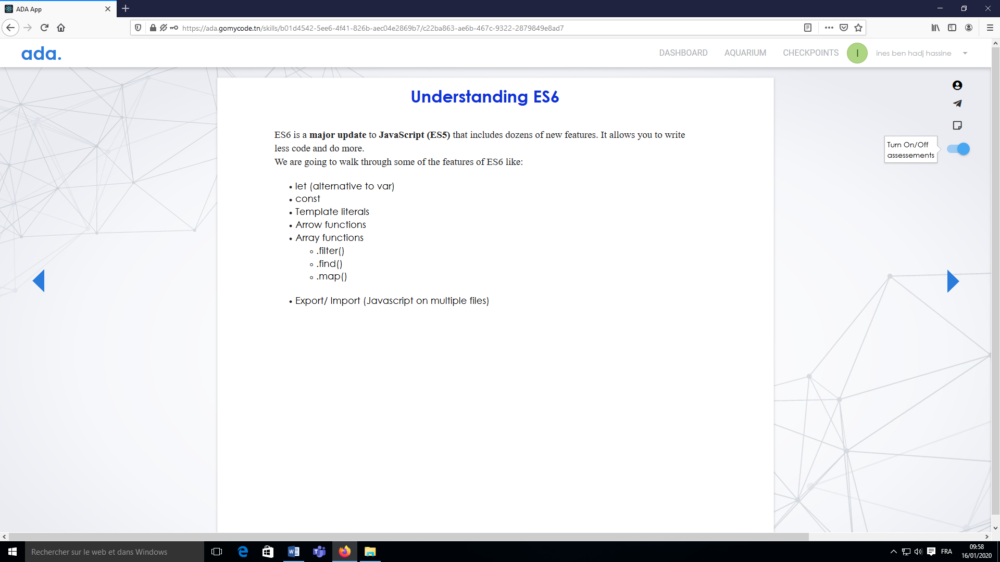 ADA App
https://ada.gomycode.tn/skills/b01d4542-5ee6-4f41-826b-aec04e2869b7/c22ba863-ae6b-467c-9322-2879849e8ad7
ada.
DASHBOARD
AQUARIUM
CHECKPOINTS
I
ines ben hadj hassine
Understanding ES6
Turn On/Off
assessements
ES6 is a major update to JavaScript (ES5) that includes dozens of new features. It allows you to write
less code and do more.
We are going to walk through some of the features of ES6 like:
• let (alternative to var)
• const
• Template literals
• Arrow functions
• Array functions
◦ .filter()
◦ .find()
◦ .map()
• Export/ Import (Javascript on multiple files)
Rechercher sur le web et dans Windows
FRA
09:58
16/01/2020